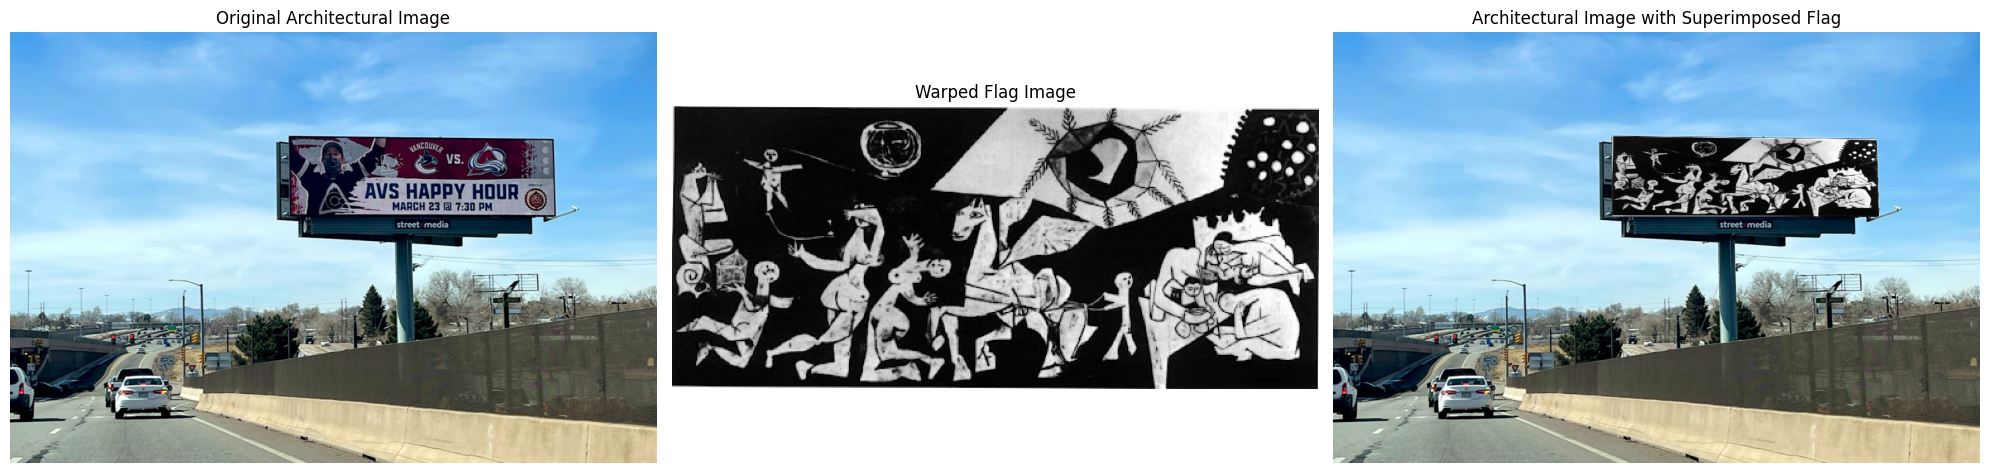 Original Architectural Image
VANCOUVER
VS.
AVS HAPPY HOUR
MARCH 23 @ 7:30 PM
street media
Warped Flag Image
Architectural Image with Superimposed Flag
street media